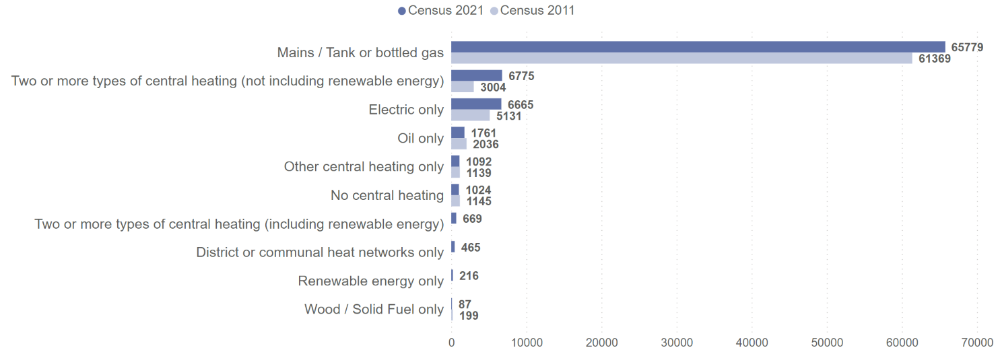 Census 2021 Census 2011
Mains / Tank or bottled gas 65779
61369
Two or more types of central heating (not including renewable energy) 6775
3004
Electric only 6665
5131
Oil only 1761
2036
Other central heating only 1092
1139
No central heating 1024
1145
Two or more types of central heating (including renewable energy) 669
District or communal heat networks only 465
Renewable energy only 216
Wood / Solid Fuel only 87
199
0 10000 20000 30000 40000 50000 60000 70000